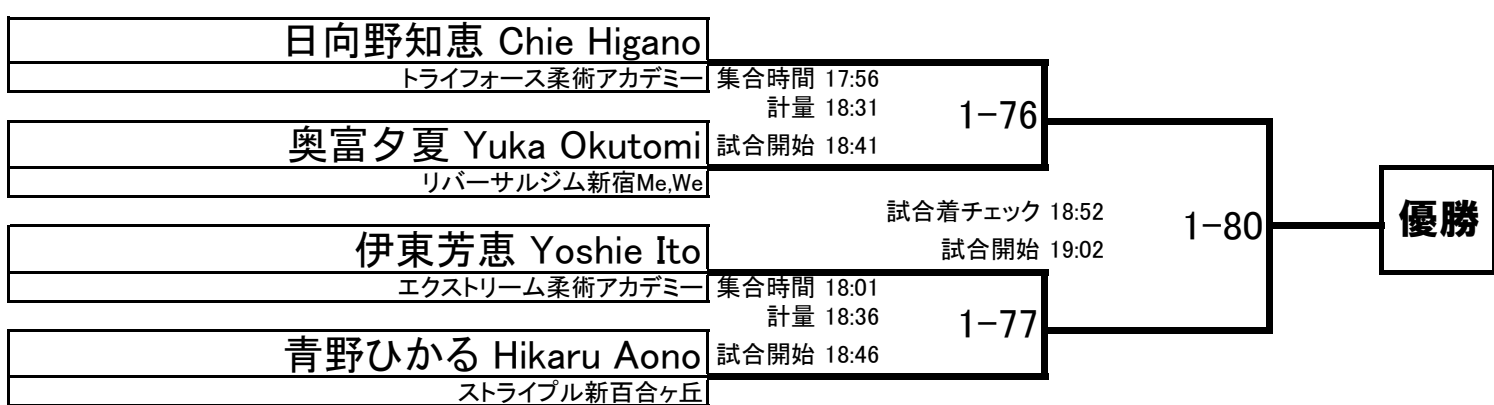 日向野知恵 Chie Higano
トライフォース柔術アカデミー
集合時間 17:56
計量 18:31
1-76
奥富夕夏 Yuka Okutomi
試合開始 18:41
リバーサルジム新宿Me,We
試合着チェック 18:52
1-80
優勝
伊東芳恵 Yoshie Ito
試合開始 19:02
エクストリーム柔術アカデミー
集合時間 18:01
計量 18:36
1-77
青野ひかる Hikaru Aono
試合開始 18:46
ストライプル新百合ヶ丘